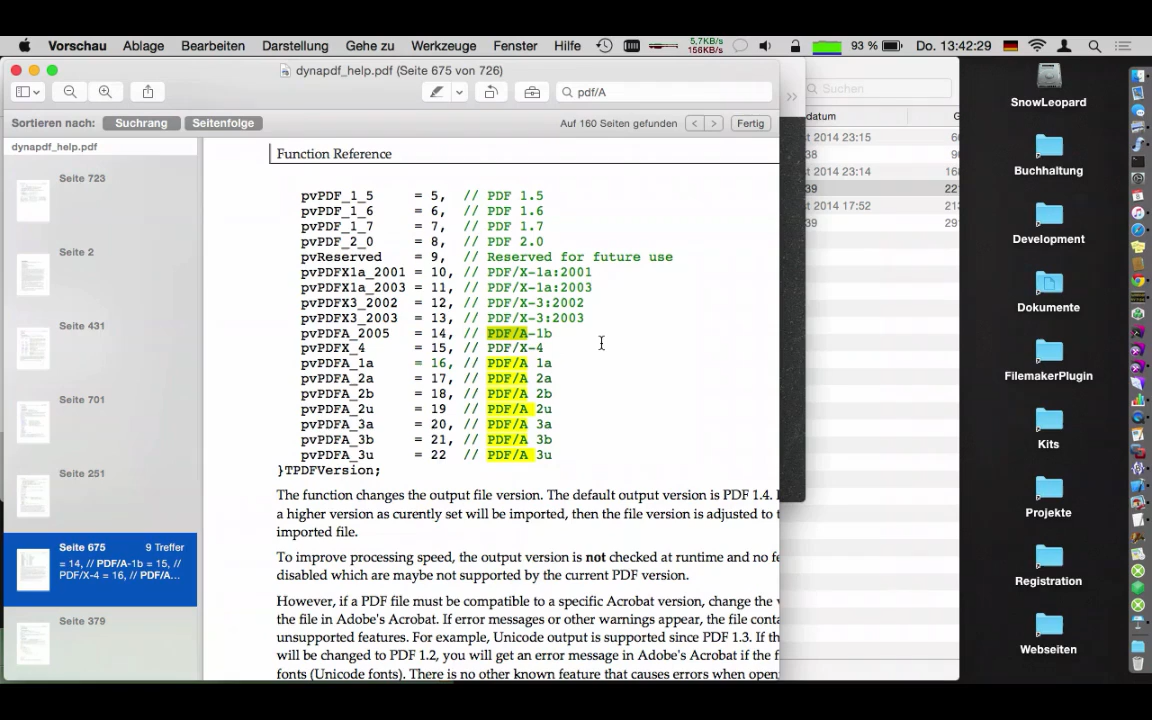 Vorschau Ablage Bearbeiten Darstellung Gehe zu Werkzeuge Fenster Hilfe 5,7KB/s 156KB/s 93 % Do. 13:42:29
dynapdf_help.pdf (Seite 675 von 726)
pdf/A
Suchen
Sortieren nach: Suchrang Seitenfolge Auf 160 Seiten gefunden Fertig
dynapdf_help.pdf
Seite 723
Seite 2
Seite 431
Seite 701
Seite 251
Seite 675 9 Treffer
= 14, // PDF/A-1b = 15, //
PDF/X-4 = 16, // PDF/A...
Seite 379
Function Reference
pvPDF_1_5 = 5, // PDF 1.5
pvPDF_1_6 = 6, // PDF 1.6
pvPDF_1_7 = 7, // PDF 1.7
pvPDF_2_0 = 8, // PDF 2.0
pvReserved = 9, // Reserved for future use
pvPDFX1a_2001 = 10, // PDF/X-1a:2001
pvPDFX1a_2003 = 11, // PDF/X-1a:2003
pvPDFX3_2002 = 12, // PDF/X-3:2002
pvPDFX3_2003 = 13, // PDF/X-3:2003
pvPDFA_2005 = 14, // PDF/A-1b
pvPDFX_4 = 15, // PDF/X-4
pvPDFA_1a = 16, // PDF/A 1a
pvPDFA_2a = 17, // PDF/A 2a
pvPDFA_2b = 18, // PDF/A 2b
pvPDFA_2u = 19 // PDF/A 2u
pvPDFA_3a = 20, // PDF/A 3a
pvPDFA_3b = 21, // PDF/A 3b
pvPDFA_3u = 22 // PDF/A 3u
}TPDFVersion;
The function changes the output file version. The default output version is PDF 1.4.
a higher version as curently set will be imported, then the file version is adjusted to
imported file.
To improve processing speed, the output version is not checked at runtime and no
disabled which are maybe not supported by the current PDF version.
However, if a PDF file must be compatible to a specific Acrobat version, change the
the file in Adobe's Acrobat. If error messages or other warnings appear, the file
unsupported features. For example, Unicode output is supported since PDF 1.3. If
will be changed to PDF 1.2, you will get an error message in Adobe's Acrobat if the
fonts (Unicode fonts). There is no other known feature that causes errors when
datum
st 2014 23:15
38
st 2014 23:14
39
st 2014 17:52
39
SnowLeopard
Buchhaltung
Development
Dokumente
FilemakerPlugin
Kits
Projekte
Registration
Webseiten